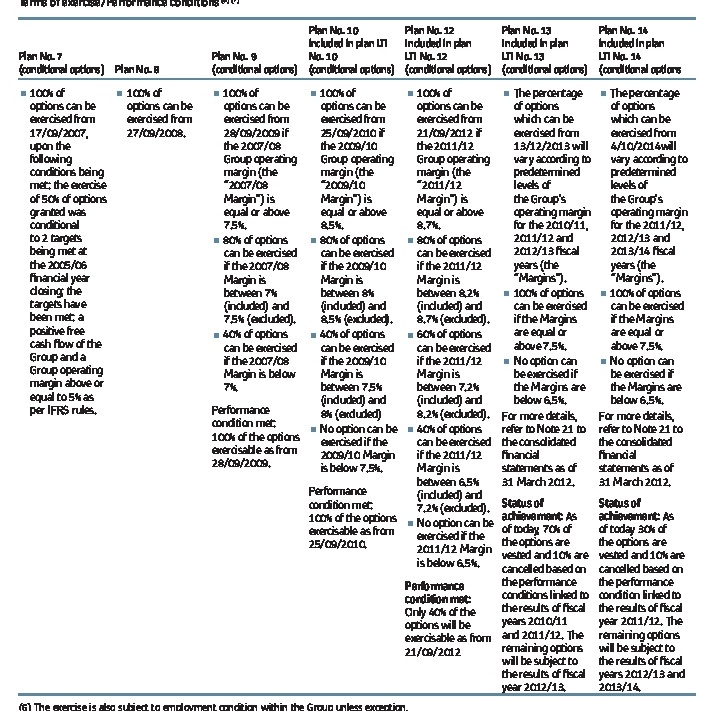 Terms of exercise/Performance conditions
Plan No. 7
(conditional options)
Plan No. 8
Plan No. 9
(conditional options)
Plan No. 10
Included in plan LTI
No. 10
(conditional options)
Plan No. 12
Included in plan
LTI No. 12
(conditional options)
Plan No. 13
Included in plan
LTI No. 13
(conditional options)
Plan No. 14
Included in plan
LTI No. 14
(conditional options)
100% of
options can be
exercised from
17/09/2007,
upon the
following
conditions being
met; the exercise
of 50% of options
granted was
conditional
to 2 targets
being met at
the 2005/06
financial year
closing; the
targets have
been met; a
positive free
cash flow of the
Group and a
Group operating
margin above or
equal to 5% as
per IFRS rules.
100% of
options can be
exercised from
27/09/2008.
100% of
options can be
exercised from
28/09/2009 if
the 2007/08
Group operating
margin (the
"2007/08
Margin") is
equal or above
7.5%.
80% of options
can be exercised
if the 2007/08
Margin is
between 7%
(included) and
7,5% (excluded).
40% of options
can be exercised
if the 2007/08
Margin is below
7%.
Performance
condition met;
100% of the options
exercisable as from
28/09/2009.
100% of
options can be
exercised from
25/09/2010 if
the 2009/10
Group operating
margin (the
"2009/10
Margin") is
equal or above
8,5%.
80% of options
can be exercised
if the 2009/10
Margin is
between 8%
(included) and
8,5% (excluded).
40% of options
can be exercised
if the 2009/10
Margin is
between 7.5%
(included) and
8% (excluded)
No option can be
exercised if the
2009/10 Margin
is below 7.5%.
Performance
condition met;
100% of the options
exercisable as from
25/09/2010.
100% of
options can be
exercised from
21/09/2012 if
the 2011/12
Group operating
margin (the
"2011/12
Margin") is
equal or above
8,7%.
80% of options
can be exercised
if the 2011/12
Margin is
between 8,2%
(included) and
8,7% (excluded).
60% of options
can be exercised
if the 2011/12
Margin is
between 7,2%
(included) and
8,2% (excluded).
40% of options
can be exercised
if the 2011/12
Margin is
between 6,5%
(included) and
7,2% (excluded).
No option can be
exercised if the
2011/12 Margin
is below 6,5%.
Performance
condition met:
Only 40% of the
options will be
exercisable as from
21/09/2012
The percentage
of options
which can be
exercised from
13/12/2013 will
vary according to
predetermined
levels of
the Group's
operating margin
for the 2010/11,
2011/12 and
2012/13 fiscal
years (the
"Margins").
100% of options
can be exercised
if the Margins
are equal or
above 7,5%.
No option can
be exercised if
the Margins are
below 6,5%.
For more details,
refer to Note 21 to
the consolidated
financial
statements as of
31 March 2012.
Status of
achievement: As
of today, 70% of
the options are
vested and 10% are
cancelled based on
the performance
conditions linked to
the results of fiscal
years 2010/11
and 2011/12. The
remaining options
will be subject to
the results of fiscal
year 2012/13.
The percentage
of options
which can be
exercised from
4/10/2014 will
vary according to
predetermined
levels of
the Group's
operating margin
for the 2011/12,
2012/13 and
2013/14 fiscal
years (the
"Margins").
100% of options
can be exercised
if the Margins
are equal or
above 7,5%.
No option can
be exercised if
the Margins are
below 6,5%.
For more details,
refer to Note 21 to
the consolidated
financial
statements as of
31 March 2012.
Status of
achievement: As
of today 30% of
the options are
vested and 10% are
cancelled based on
the performance
condition linked to
the results of fiscal
year 2011/12. The
remaining options
will be subject to
the results of fiscal
years 2012/13 and
2013/14.
(6) The exercise is also subject to employment condition within the Group unless exception.